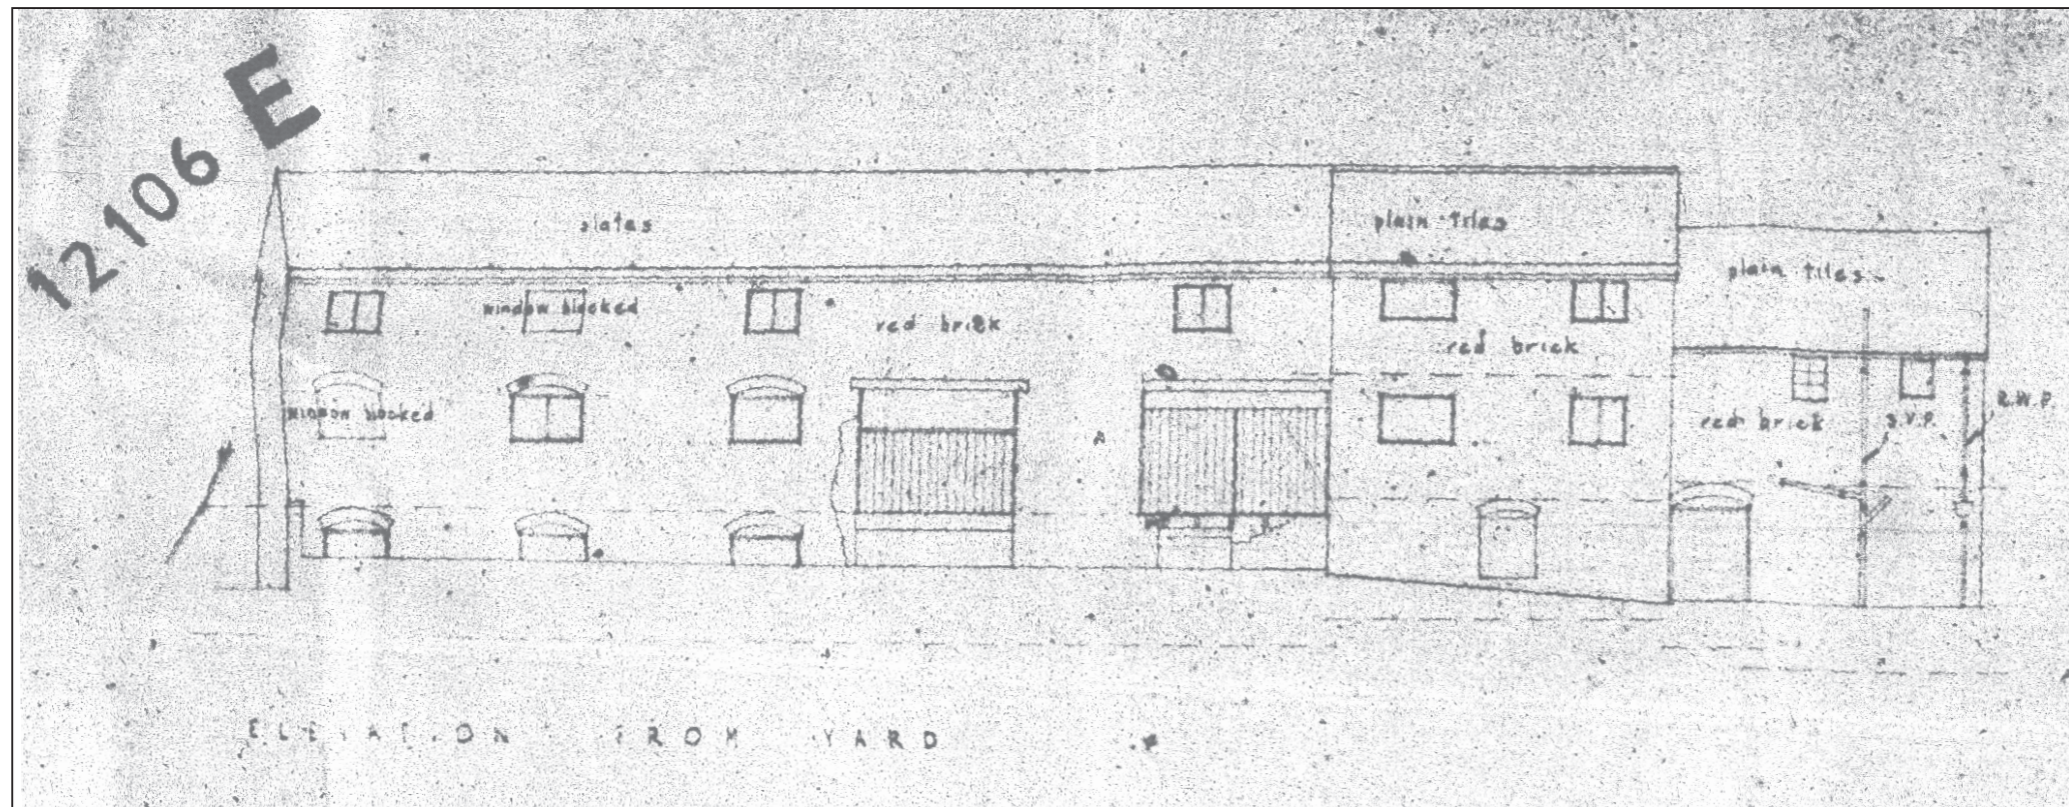 12106 E
slates
plain tiles
plain tiles
window blocked
red brick
red brick
window blocked
A
red brick
S.V.P.
R.W.P.
ELEVATION FROM YARD